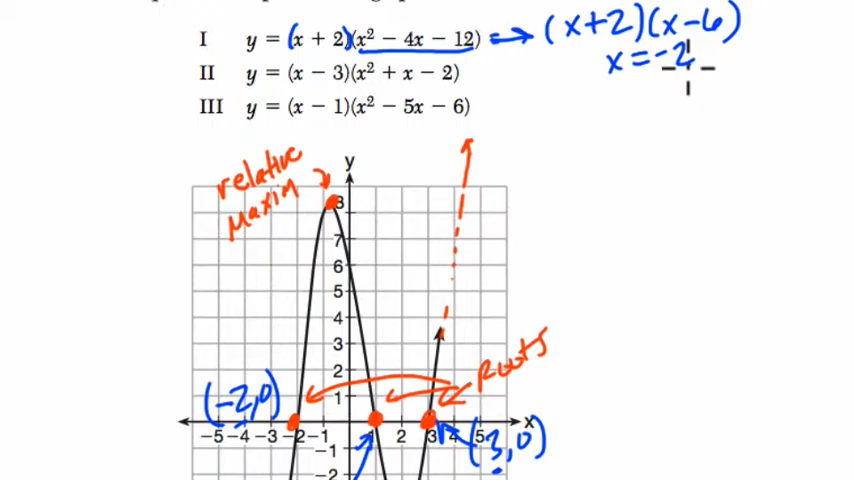 I y = (x + 2)(x² − 4x − 12) → (x+2)(x−6)
x = −2
II y = (x − 3)(x² + x − 2)
III y = (x − 1)(x² − 5x − 6)
relative
maxim
y
8
7
6
5
4
3
2
1
Roots
(−2,0)
x
−5 −4 −3 −2 −1 2 3 4 5
(3,0)
−1
−2